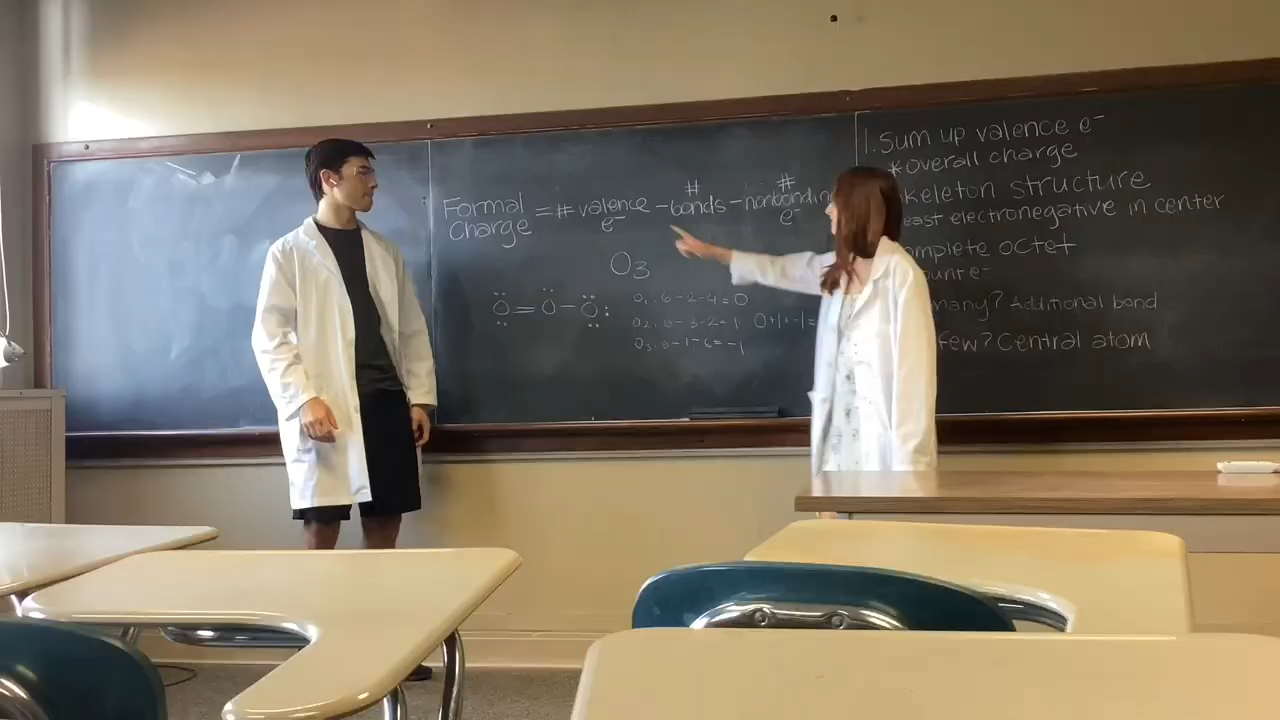 Formal Charge = # valence e⁻ - # bonds - # nonbonding e⁻
O₃
O=O-O:
O₁: 6-2-4=0
O₂: 6-3-2=1 0+1+-1=
O₃: 6-1-6=-1
1. Sum up valence e⁻
*overall charge
skeleton structure
least electronegative in center
complete octet
count e⁻
many? Additional bond
Few? Central atom